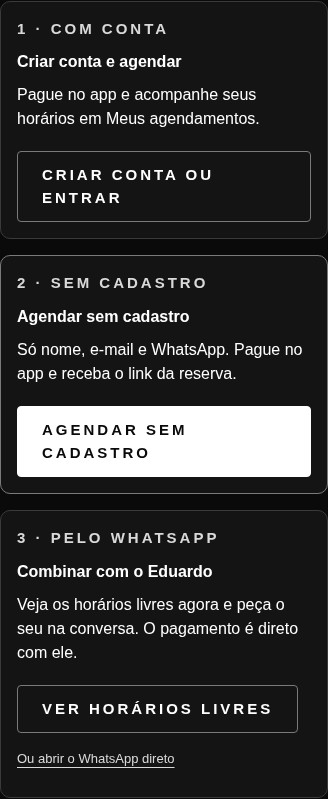 1 · COM CONTA
Criar conta e agendar
Pague no app e acompanhe seus
horários em Meus agendamentos.
CRIAR CONTA OU
ENTRAR
2 · SEM CADASTRO
Agendar sem cadastro
Só nome, e-mail e WhatsApp. Pague no
app e receba o link da reserva.
AGENDAR SEM
CADASTRO
3 · PELO WHATSAPP
Combinar com o Eduardo
Veja os horários livres agora e peça o
seu na conversa. O pagamento é direto
com ele.
VER HORÁRIOS LIVRES
Ou abrir o WhatsApp direto